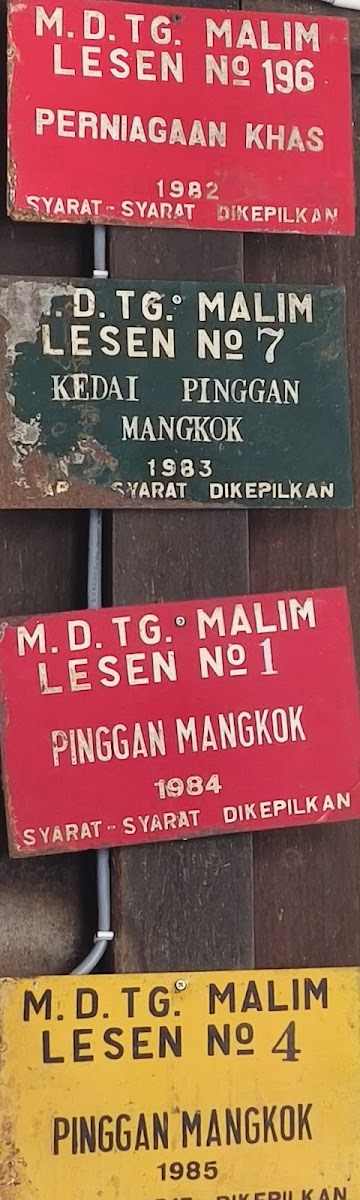 M.D.TG. MALIM
LESEN No 196
PERNIAGAAN KHAS
1982
SYARAT-SYARAT DIKEPILKAN
D.TG. MALIM
LESEN No 7
KEDAI PINGGAN
MANGKOK
1983
SYARAT DIKEPILKAN
M.D.TG. MALIM
LESEN No 1
PINGGAN MANGKOK
1984
SYARAT-SYARAT DIKEPILKAN
M.D.TG. MALIM
LESEN No 4
PINGGAN MANGKOK
1985
DIKEPILKAN